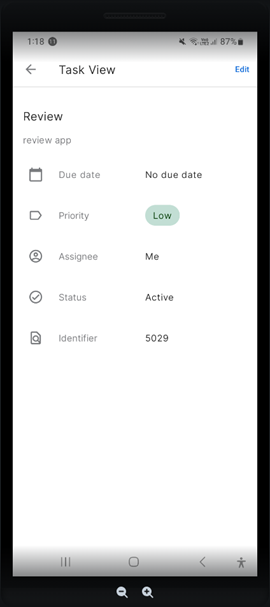 1:18 87%
Task View Edit
Review
review app
Due date No due date
Priority Low
Assignee Me
Status Active
Identifier 5029